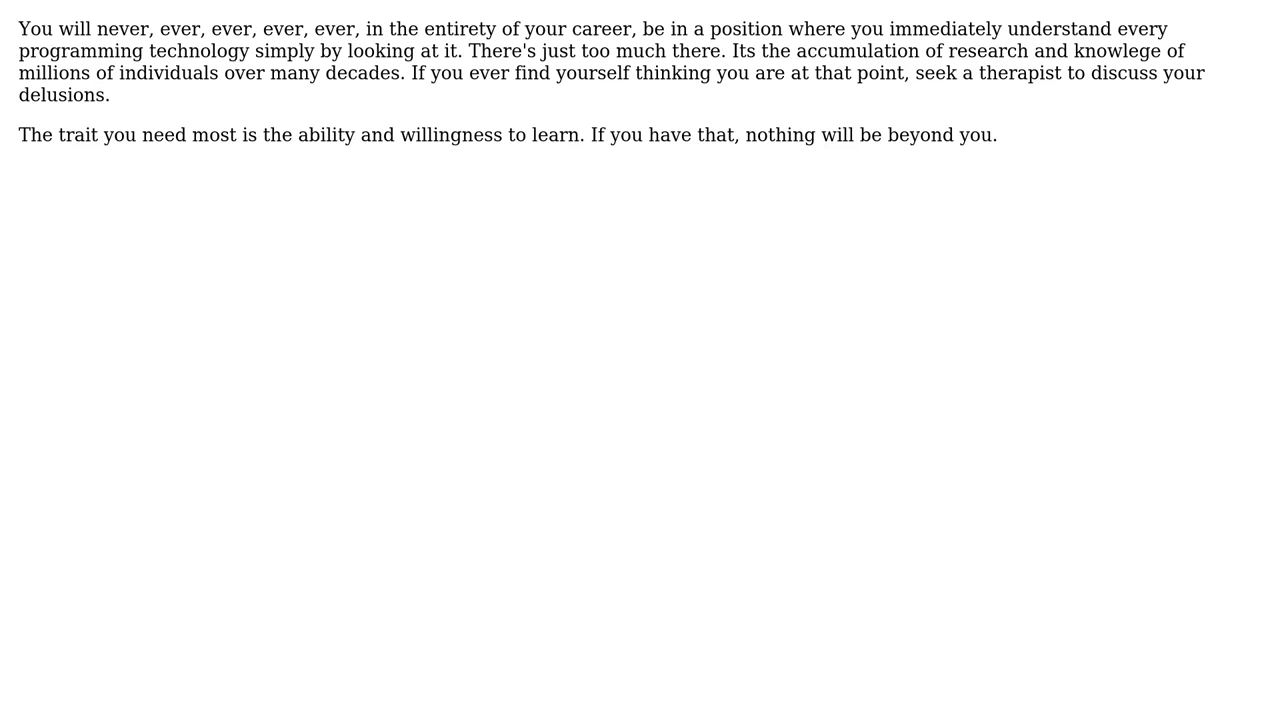 You will never, ever, ever, ever, ever, in the entirety of your career, be in a position where you immediately understand every
programming technology simply by looking at it. There's just too much there. Its the accumulation of research and knowlege of
millions of individuals over many decades. If you ever find yourself thinking you are at that point, seek a therapist to discuss your
delusions.
The trait you need most is the ability and willingness to learn. If you have that, nothing will be beyond you.